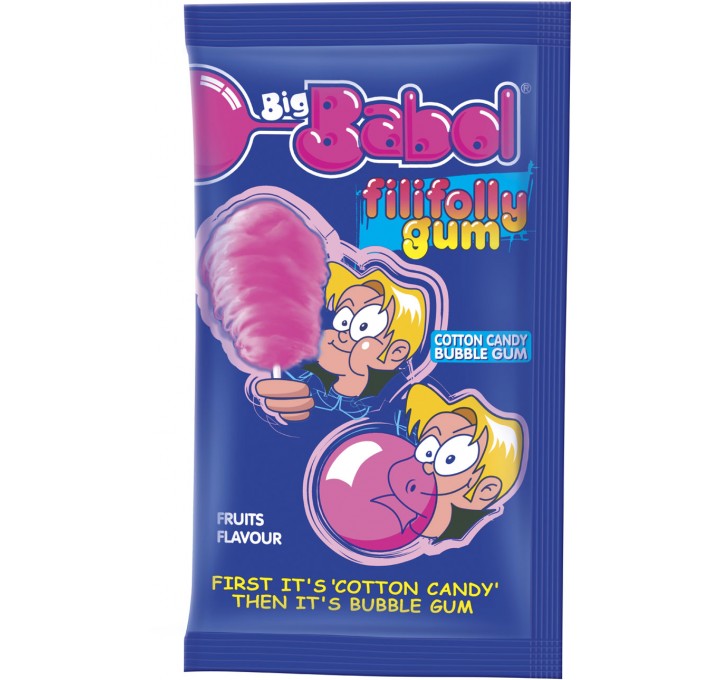 Big Babol®
filifolly
gum
COTTON CANDY
BUBBLE GUM
FRUITS
FLAVOUR
FIRST IT'S 'COTTON CANDY'
THEN IT'S BUBBLE GUM